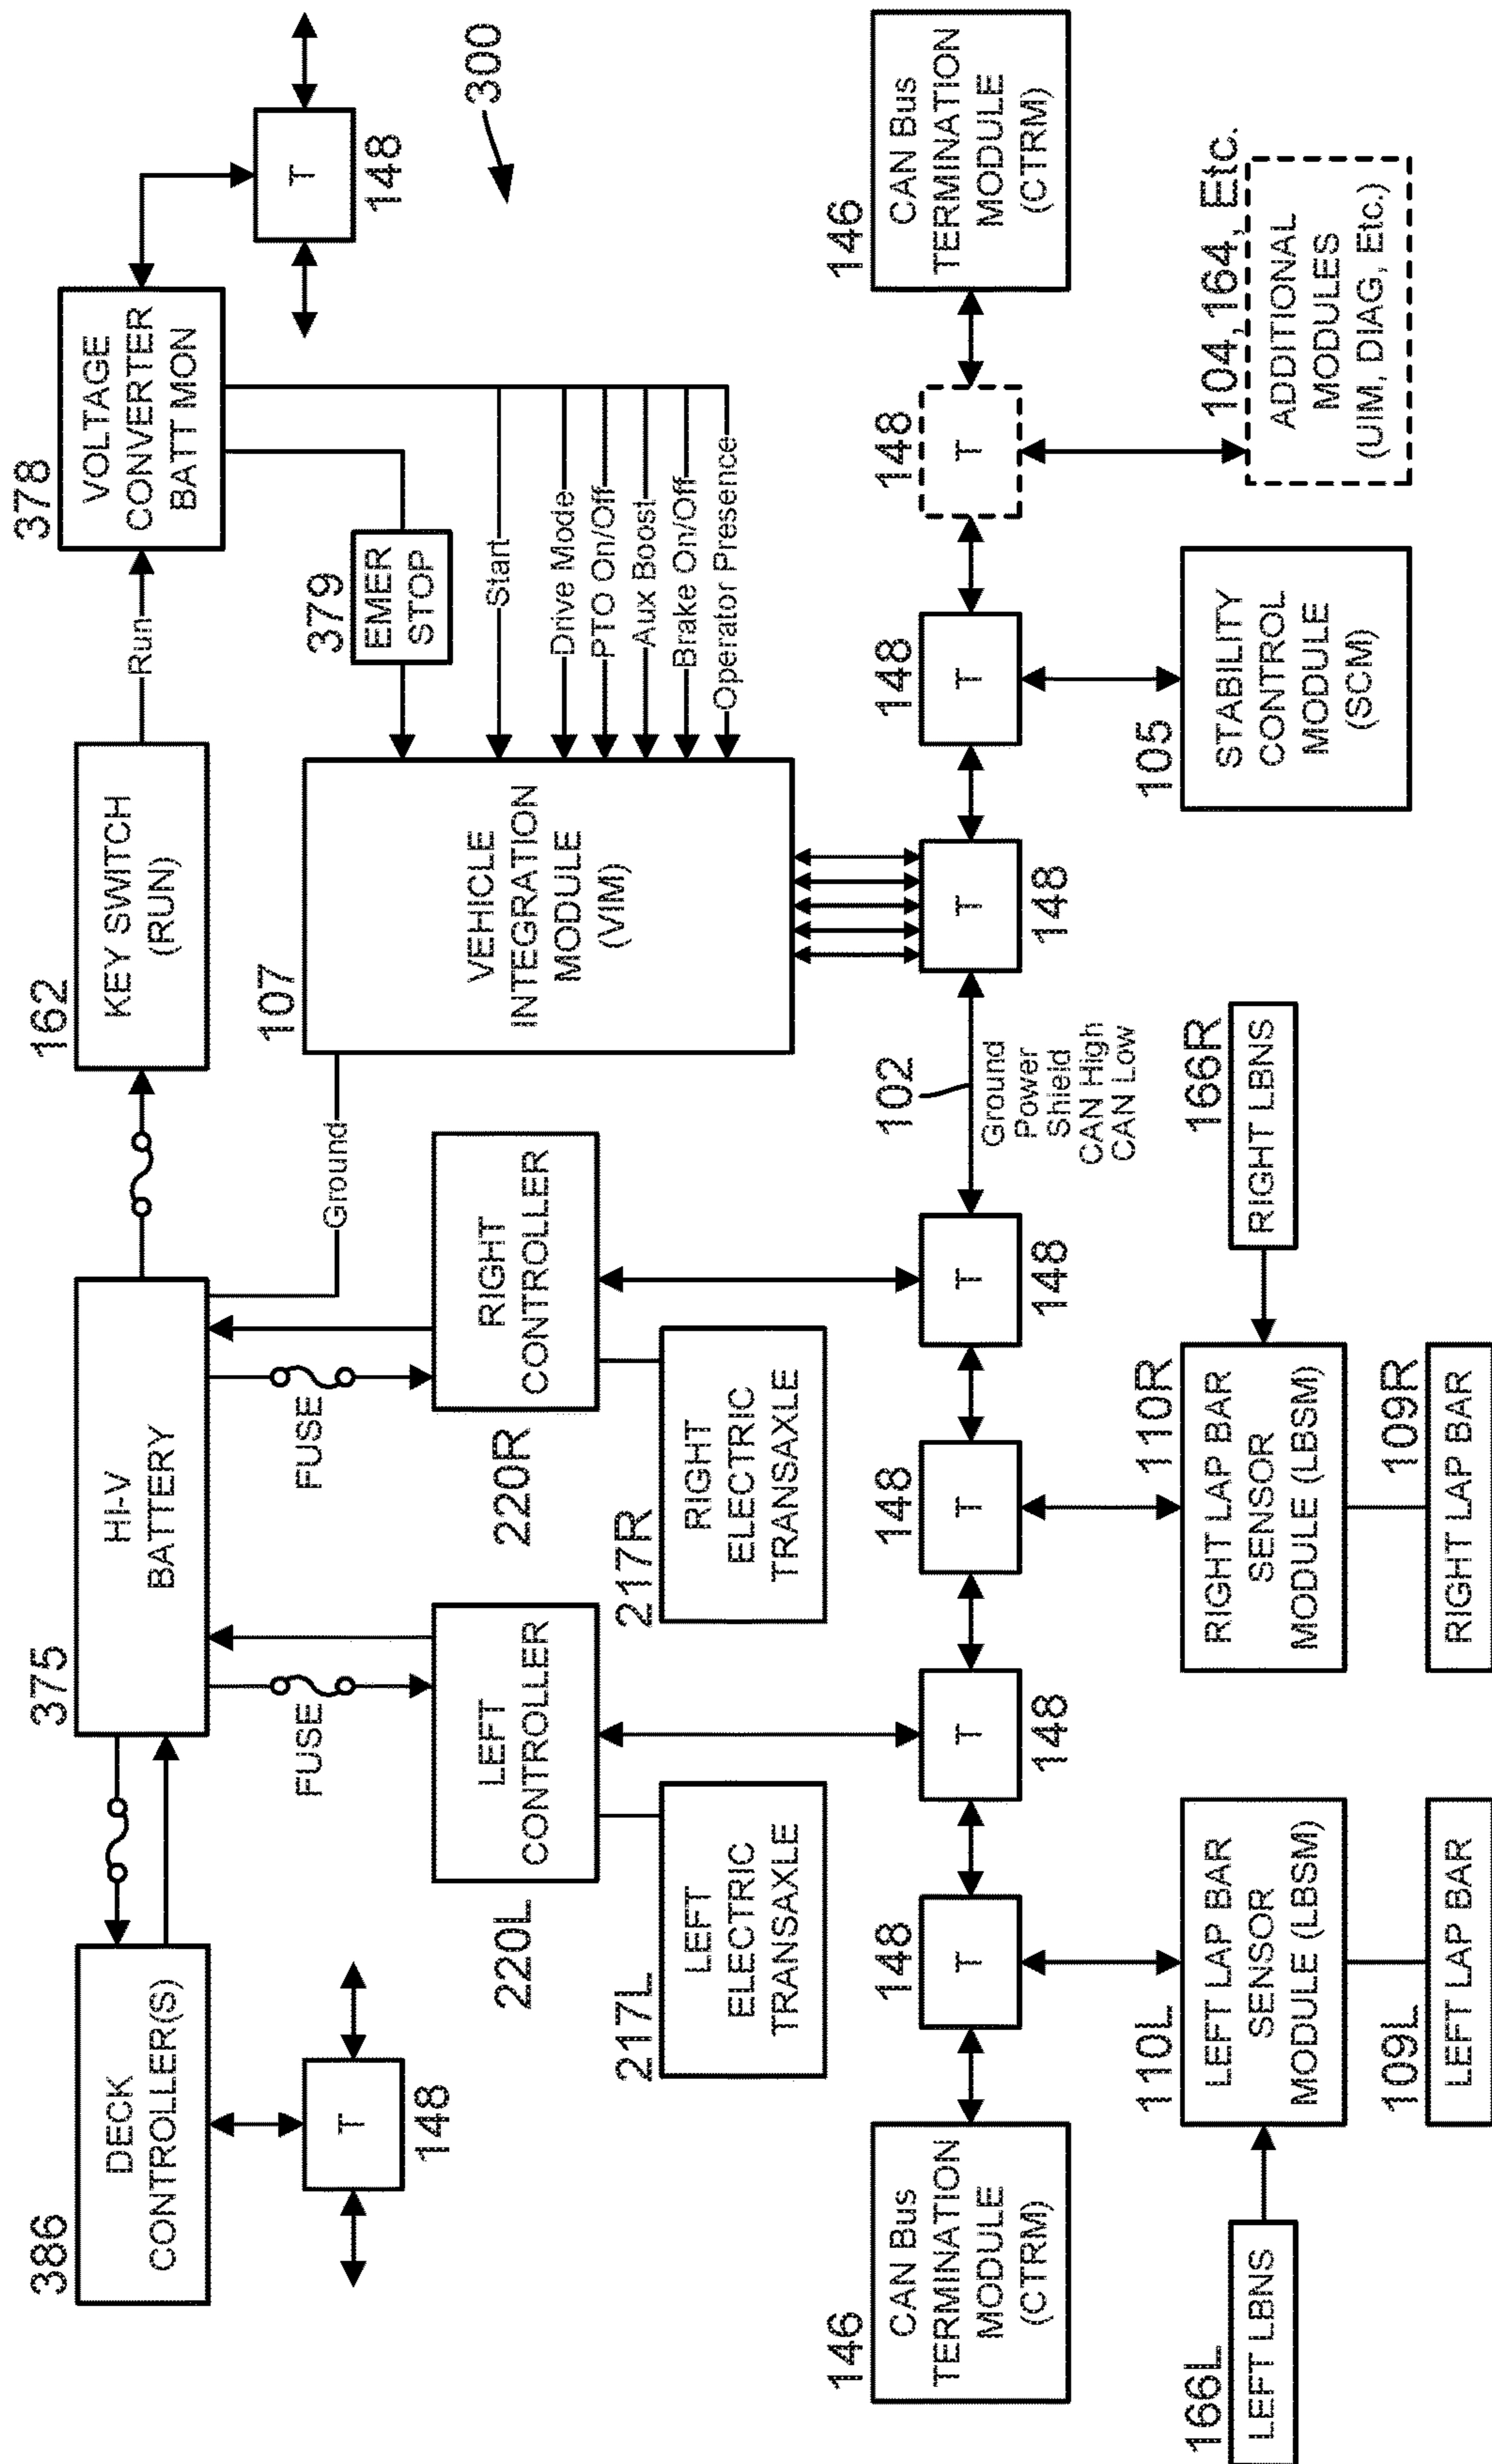 386
DECK
CONTROLLER(S)
T
148
375
HI-V
BATTERY
162
KEY SWITCH
(RUN)
Run
378
VOLTAGE
CONVERTER
BATT MON
T
148
300
FUSE
FUSE
Ground
379
EMER
STOP
107
VEHICLE
INTEGRATION
MODULE
(VIM)
Start
Drive Mode
PTO On/Off
Aux Boost
Brake On/Off
Operator Presence
220L
LEFT
CONTROLLER
220R
RIGHT
CONTROLLER
217L
LEFT
ELECTRIC
TRANSAXLE
217R
RIGHT
ELECTRIC
TRANSAXLE
146
CAN Bus
TERMINATION
MODULE
(CTRM)
148
T
T
148
148
T
T
148
102
Ground
Power
Shield
CAN High
CAN Low
T
148
148
T
148
T
146
CAN Bus
TERMINATION
MODULE
(CTRM)
166L
LEFT LBNS
110L
LEFT LAP BAR
SENSOR
MODULE (LBSM)
109L
LEFT LAP BAR
110R
RIGHT LAP BAR
SENSOR
MODULE (LBSM)
109R
RIGHT LAP BAR
166R
RIGHT LBNS
105
STABILITY
CONTROL
MODULE
(SCM)
104, 164, Etc.
ADDITIONAL
MODULES
(UIM, DIAG, Etc.)